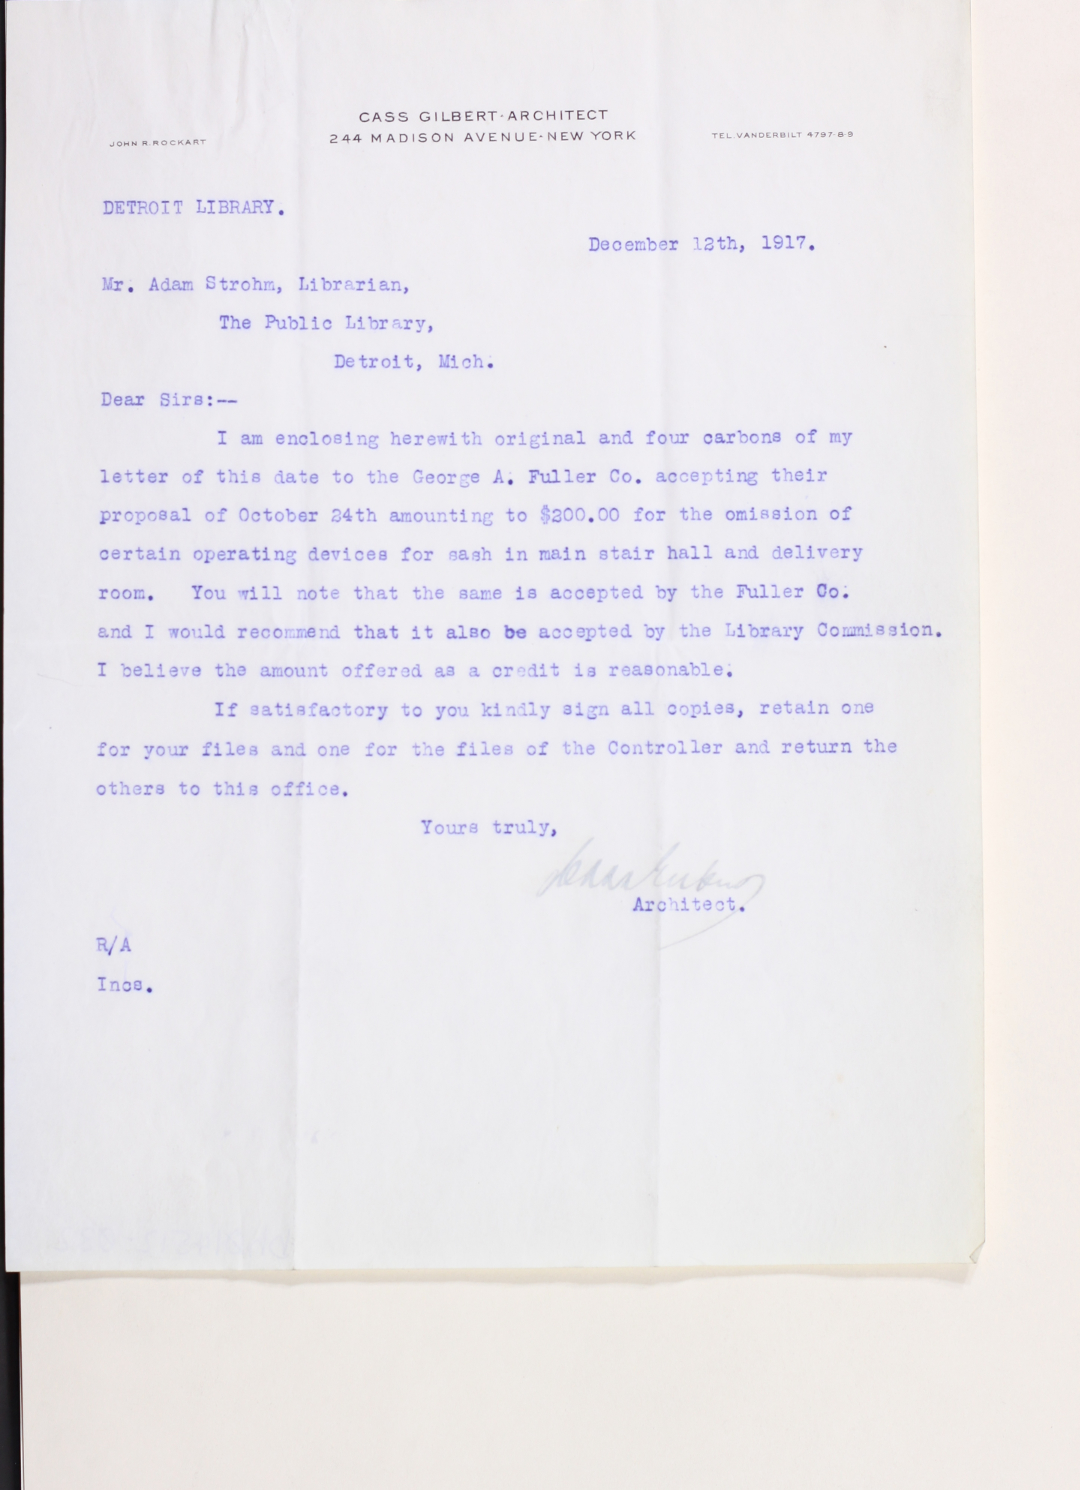 CASS GILBERT-ARCHITECT
244 MADISON AVENUE-NEW YORK
JOHN R. ROCKART
TEL. VANDERBILT 4797-8-9
DETROIT LIBRARY.
December 12th, 1917.
Mr. Adam Strohm, Librarian,
The Public Library,
Detroit, Mich.
Dear Sirs:--
I am enclosing herewith original and four carbons of my
letter of this date to the George A. Fuller Co. accepting their
proposal of October 24th amounting to $200.00 for the omission of
certain operating devices for sash in main stair hall and delivery
room. You will note that the same is accepted by the Fuller Co.
and I would recommend that it also be accepted by the Library Commission.
I believe the amount offered as a credit is reasonable.
If satisfactory to you kindly sign all copies, retain one
for your files and one for the files of the Controller and return the
others to this office.
Yours truly,
Cass Gilbert
Architect.
R/A
Incs.